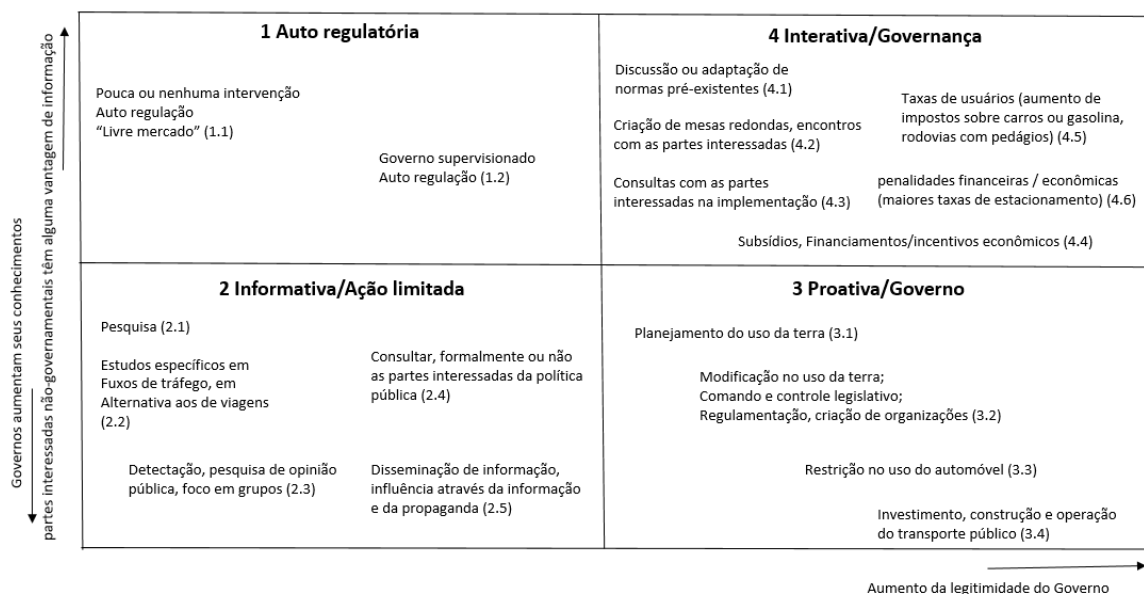 Governos aumentam seus conhecimentos
partes interessadas não-governamentais têm alguma vantagem de informação
1 Auto regulatória
Pouca ou nenhuma intervenção
Auto regulação
“Livre mercado” (1.1)
Governo supervisionado
Auto regulação (1.2)
4 Interativa/Governança
Discussão ou adaptação de
normas pré-existentes (4.1)
Criação de mesas redondas, encontros
com as partes interessadas (4.2)
Consultas com as partes
interessadas na implementação (4.3)
Taxas de usuários (aumento de
impostos sobre carros ou gasolina,
rodovias com pedágios) (4.5)
penalidades financeiras / econômicas
(maiores taxas de estacionamento) (4.6)
Subsídios, Financiamentos/incentivos econômicos (4.4)
2 Informativa/Ação limitada
Pesquisa (2.1)
Estudos específicos em
Fuxos de tráfego, em
Alternativa aos de viagens
(2.2)
Consultar, formalmente ou não
as partes interessadas da política
pública (2.4)
Detectação, pesquisa de opinião
pública, foco em grupos (2.3)
Disseminação de informação,
influência através da informação
e da propaganda (2.5)
3 Proativa/Governo
Planejamento do uso da terra (3.1)
Modificação no uso da terra;
Comando e controle legislativo;
Regulamentação, criação de organizações (3.2)
Restrição no uso do automóvel (3.3)
Investimento, construção e operação
do transporte público (3.4)
Aumento da legitimidade do Governo